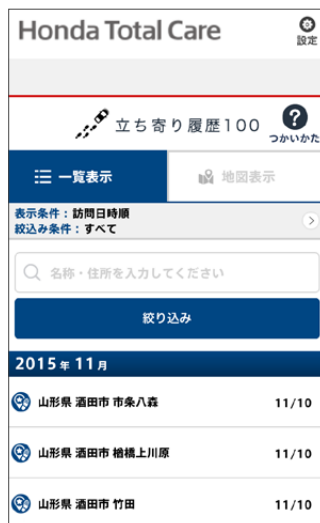 Honda Total Care
設定
立ち寄り履歴100
?
つかいかた
一覧表示
地図表示
表示条件：訪問日時順
絞込み条件：すべて
名称・住所を入力してください
絞り込み
2015年11月
山形県 酒田市 市条八森 11/10
山形県 酒田市 楢橋上川原 11/10
山形県 酒田市 竹田 11/10